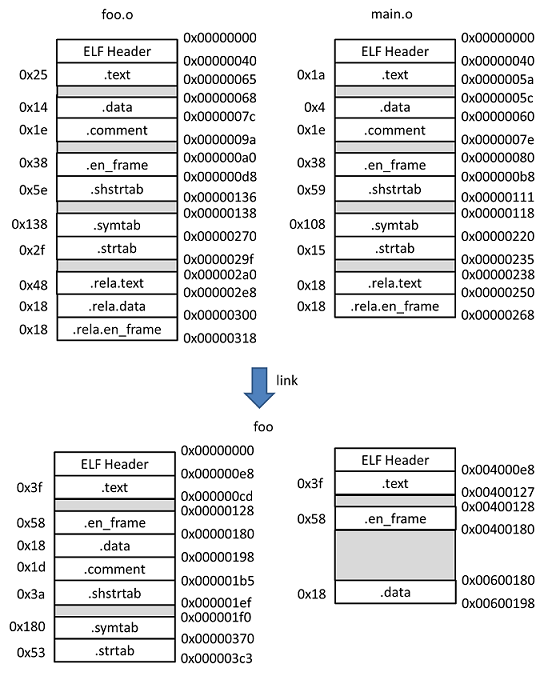 foo.o
main.o
0x00000000
ELF Header
0x00000040
0x25 .text
0x00000065
0x00000068
0x14 .data
0x0000007c
0x1e .comment
0x0000009a
0x000000a0
0x38 .en_frame
0x000000d8
0x5e .shstrtab
0x00000136
0x00000138
0x138 .symtab
0x00000270
0x2f .strtab
0x0000029f
0x000002a0
0x48 .rela.text
0x000002e8
0x18 .rela.data
0x00000300
0x18 .rela.en_frame
0x00000318
0x00000000
ELF Header
0x00000040
0x1a .text
0x0000005a
0x0000005c
0x4 .data
0x00000060
0x1e .comment
0x0000007e
0x00000080
0x38 .en_frame
0x000000b8
0x59 .shstrtab
0x00000111
0x00000118
0x108 .symtab
0x00000220
0x15 .strtab
0x00000235
0x00000238
0x18 .rela.text
0x00000250
0x18 .rela.en_frame
0x00000268
link
foo
0x00000000
ELF Header
0x000000e8
0x3f .text
0x000000cd
0x00000128
0x58 .en_frame
0x00000180
0x18 .data
0x00000198
0x1d .comment
0x000001b5
0x3a .shstrtab
0x000001ef
0x000001f0
0x180 .symtab
0x00000370
0x53 .strtab
0x000003c3
ELF Header
0x004000e8
0x3f .text
0x00400127
0x00400128
0x58 .en_frame
0x00400180
0x00600180
0x18 .data
0x00600198